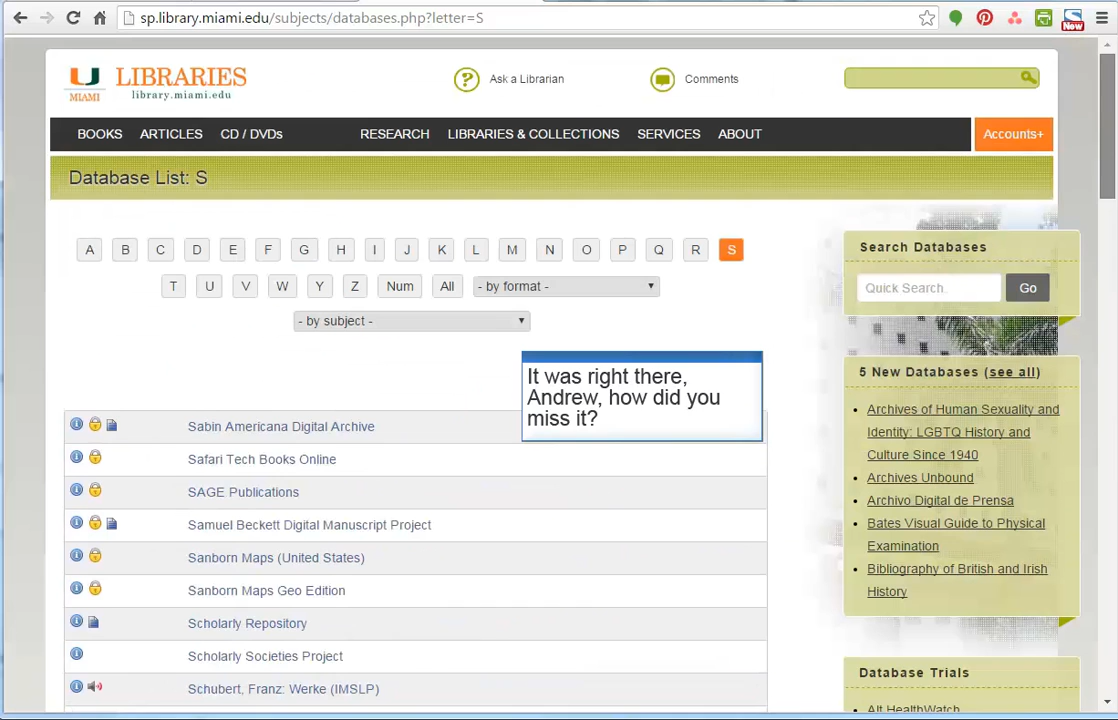 sp.library.miami.edu/subjects/databases.php?letter=S
New
U
MIAMI
LIBRARIES
library.miami.edu
? Ask a Librarian
Comments
BOOKS ARTICLES CD / DVDs RESEARCH LIBRARIES & COLLECTIONS SERVICES ABOUT Accounts+
Database List: S
A B C D E F G H I J K L M N O P Q R S
T U V W Y Z Num All - by format -
- by subject -
It was right there,
Andrew, how did you
miss it?
Sabin Americana Digital Archive
Safari Tech Books Online
SAGE Publications
Samuel Beckett Digital Manuscript Project
Sanborn Maps (United States)
Sanborn Maps Geo Edition
Scholarly Repository
Scholarly Societies Project
Schubert, Franz: Werke (IMSLP)
Search Databases
Quick Search. Go
5 New Databases (see all)
Archives of Human Sexuality and
Identity: LGBTQ History and
Culture Since 1940
Archives Unbound
Archivo Digital de Prensa
Bates Visual Guide to Physical
Examination
Bibliography of British and Irish
History
Database Trials
Alt HealthWatch